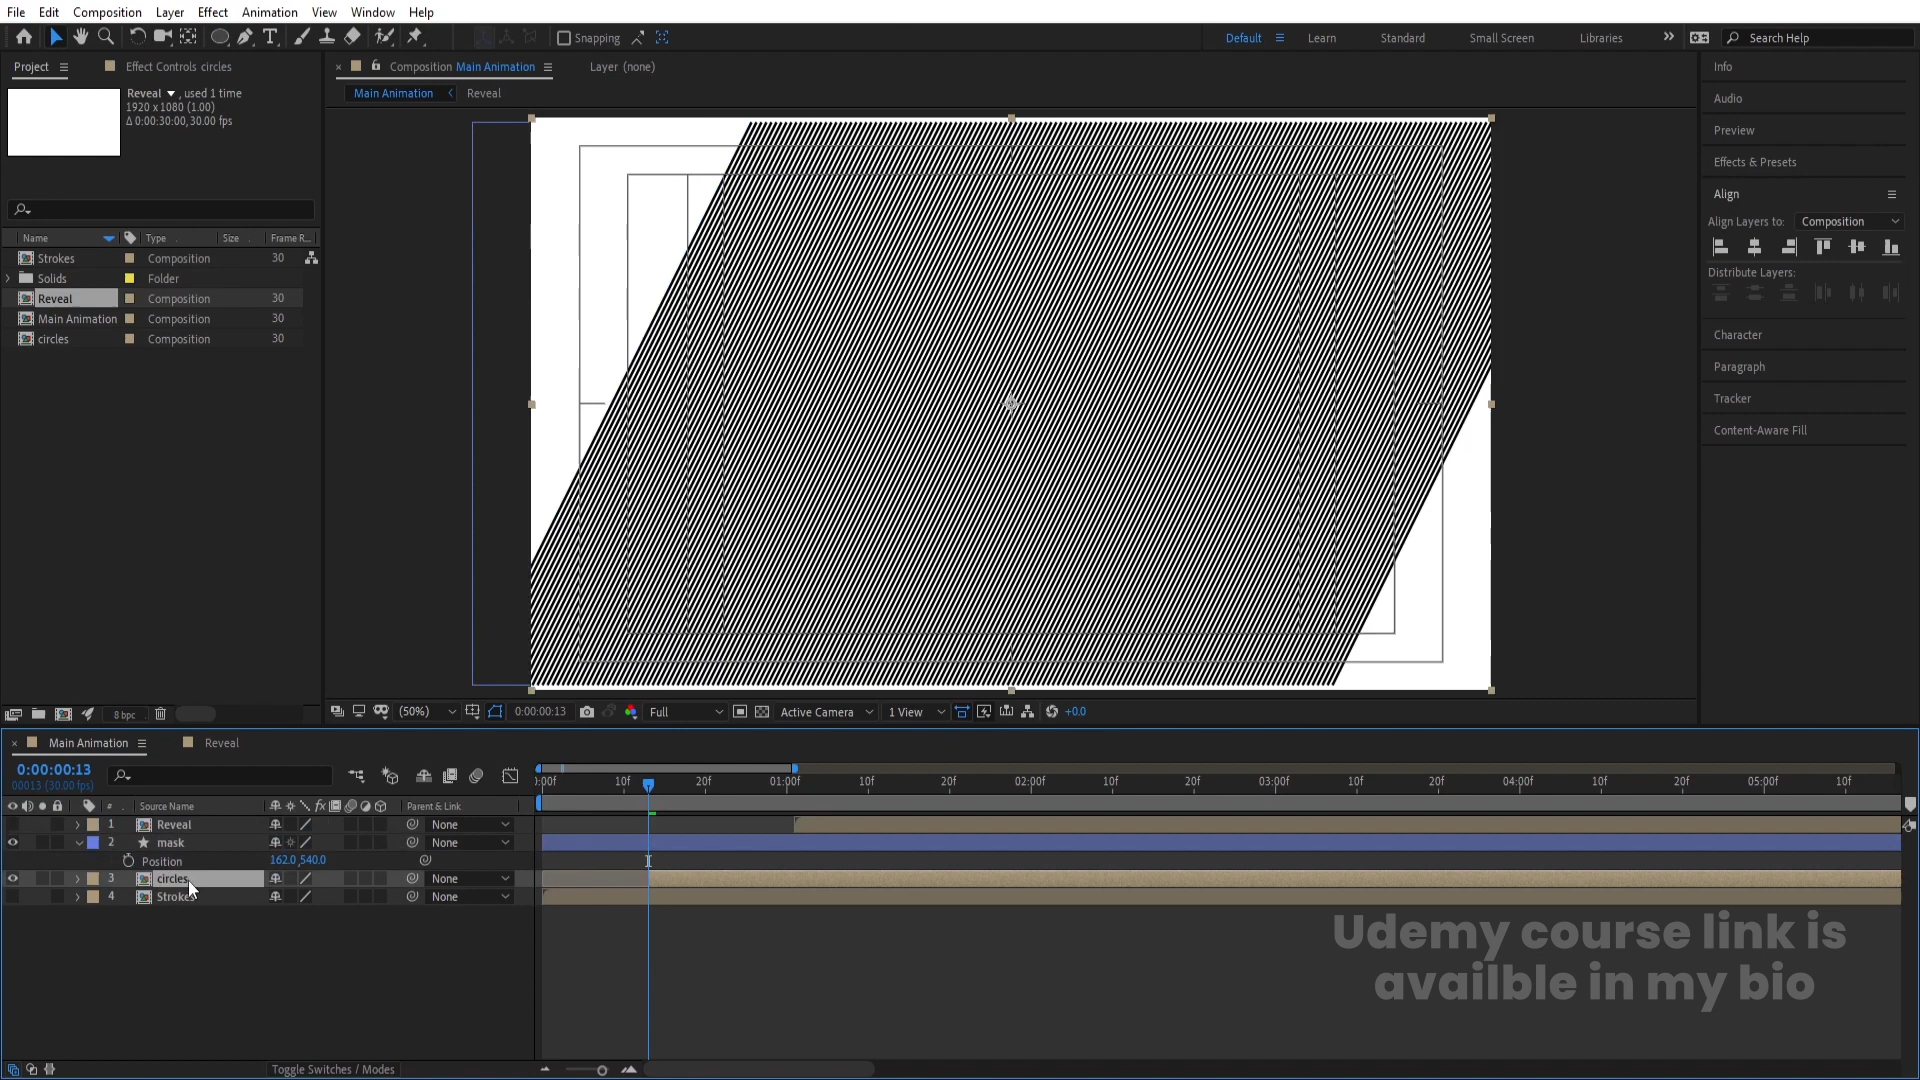 File Edit Composition Layer Effect Animation View Window Help
Snapping Default Learn Standard Small Screen Libraries Search Help
Project Effect Controls circles
Composition Main Animation Layer (none)
Main Animation Reveal
Reveal , used 1 time
1920 x 1080 (1.00)
Δ 0:00:30:00, 30.00 fps
Name Type Size Frame R...
Strokes Composition 30
Solids Folder
Reveal Composition 30
Main Animation Composition 30
circles Composition 30
8 bpc
(50%) 0:00:00:13 Full Active Camera 1 View +0.0
Info
Audio
Preview
Effects & Presets
Align
Align Layers to: Composition
Distribute Layers:
Character
Paragraph
Tracker
Content-Aware Fill
Main Animation Reveal
0:00:00:13
00013 (30.00 fps)
:00f 10f 20f 01:00f 10f 20f 02:00f 10f 20f 03:00f 10f 20f 04:00f 10f 20f 05:00f 10f
# Source Name fx Parent & Link
1 Reveal None
2 mask None
Position 162.0,540.0
3 circles None
4 Strokes None
Udemy course link is
availble in my bio
Toggle Switches / Modes